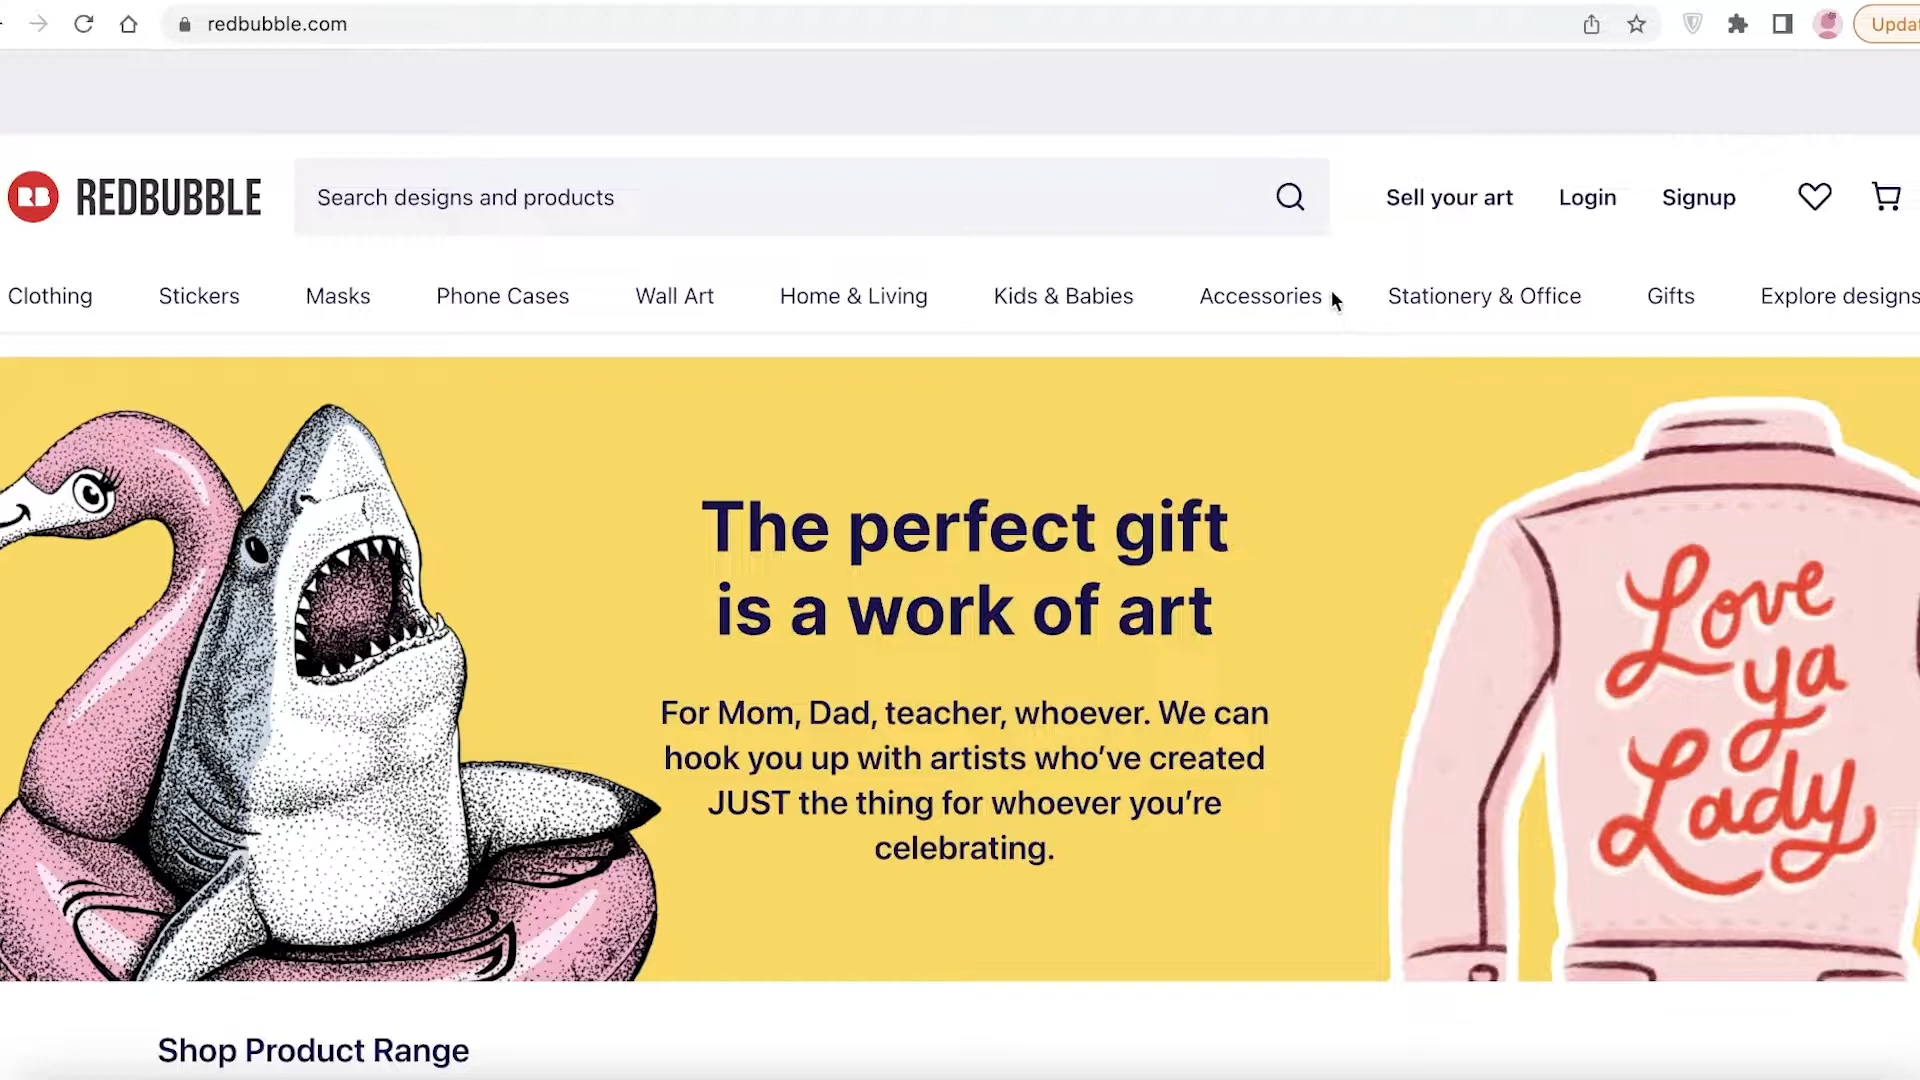 redbubble.com
RB REDBUBBLE
Search designs and products
Sell your art
Login
Signup
Clothing
Stickers
Masks
Phone Cases
Wall Art
Home & Living
Kids & Babies
Accessories
Stationery & Office
Gifts
Explore designs
The perfect gift
is a work of art
For Mom, Dad, teacher, whoever. We can
hook you up with artists who’ve created
JUST the thing for whoever you’re
celebrating.
Love
ya
Lady
Shop Product Range